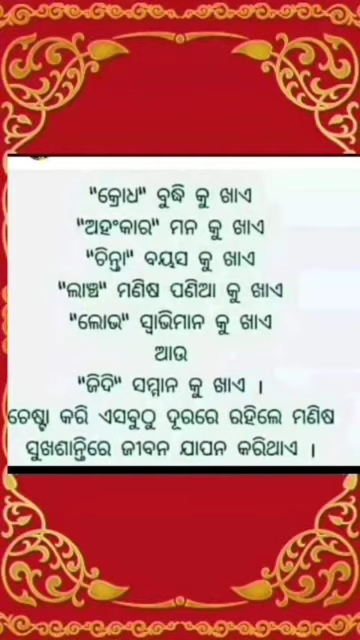 "କ୍ରୋଧ" ବୁଦ୍ଧି କୁ ଖାଏ
"ଅହଂକାର" ମନ କୁ ଖାଏ
"ଚିନ୍ତା" ବୟସ କୁ ଖାଏ
"ଲାଞ୍ଚ" ମଣିଷ ପଣିଆ କୁ ଖାଏ
"ଲୋଭ" ସ୍ୱାଭିମାନ କୁ ଖାଏ
ଆଉ
"ଜିଦି" ସମ୍ମାନ କୁ ଖାଏ ।
ଚେଷ୍ଟା କରି ଏସବୁଠୁ ଦୂରରେ ରହିଲେ ମଣିଷ
ସୁଖଶାନ୍ତିରେ ଜୀବନ ଯାପନ କରିଥାଏ ।